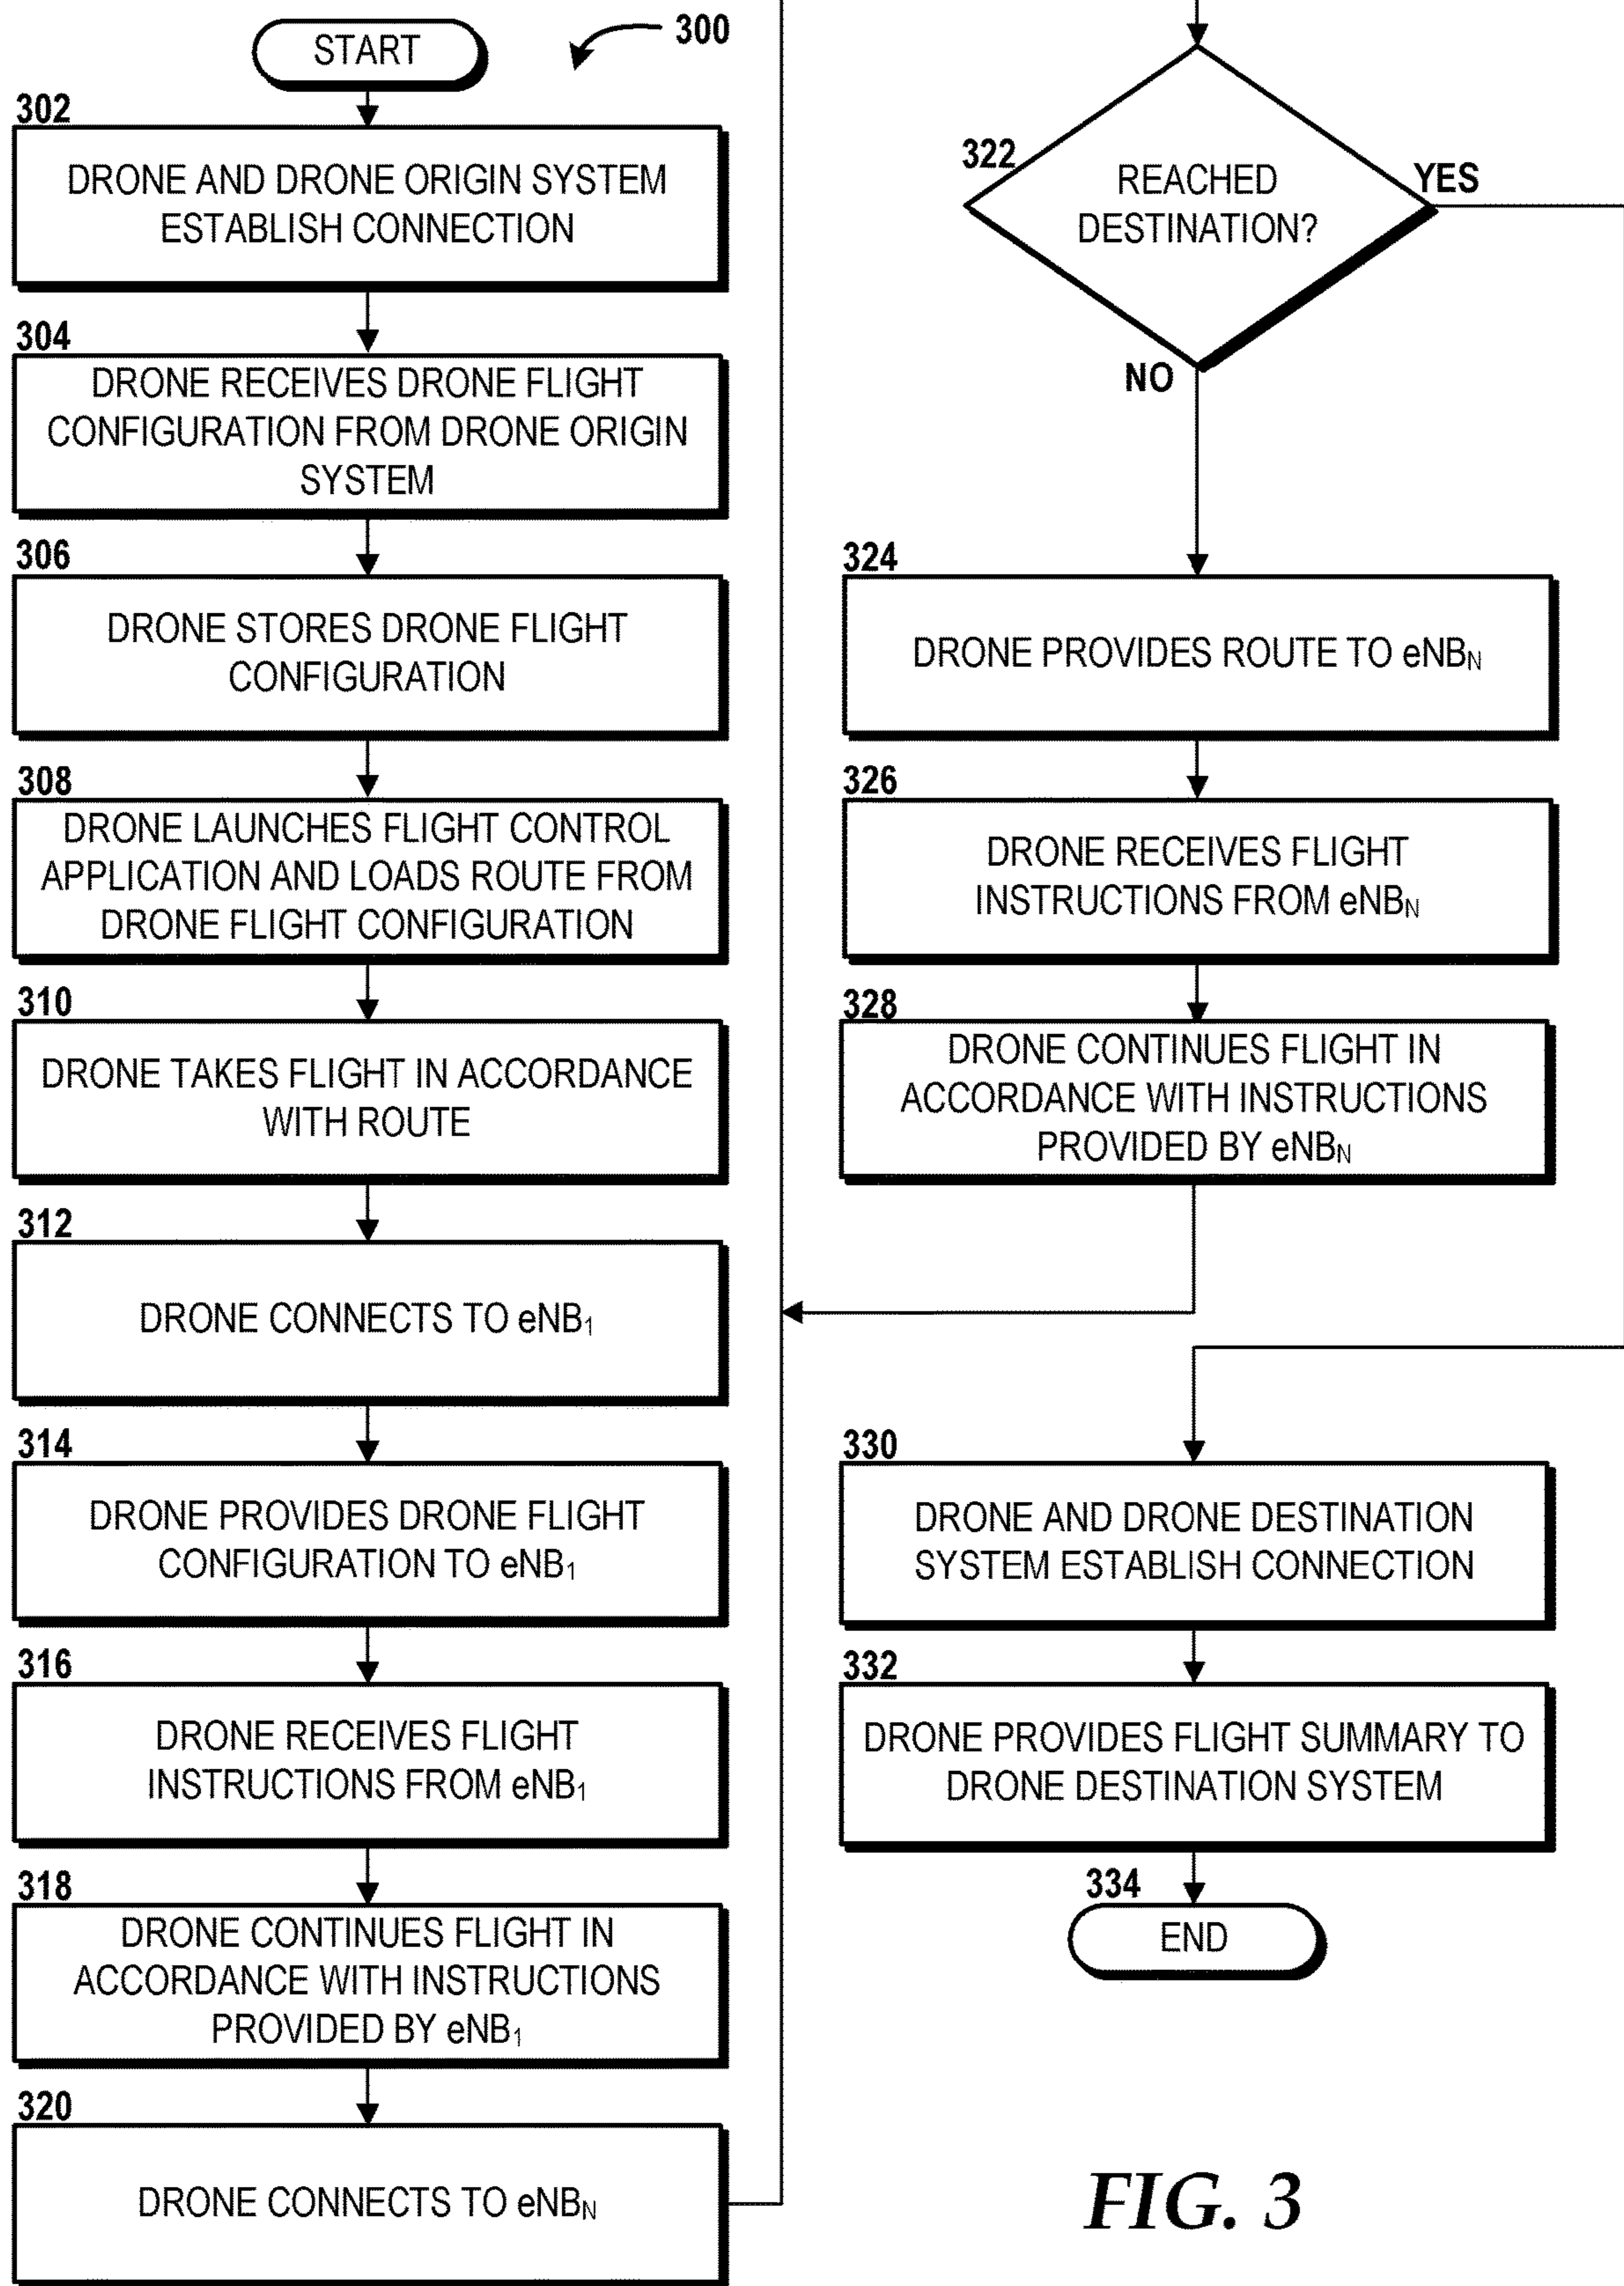 START
300
302
DRONE AND DRONE ORIGIN SYSTEM
ESTABLISH CONNECTION
304
DRONE RECEIVES DRONE FLIGHT
CONFIGURATION FROM DRONE ORIGIN
SYSTEM
306
DRONE STORES DRONE FLIGHT
CONFIGURATION
308
DRONE LAUNCHES FLIGHT CONTROL
APPLICATION AND LOADS ROUTE FROM
DRONE FLIGHT CONFIGURATION
310
DRONE TAKES FLIGHT IN ACCORDANCE
WITH ROUTE
312
DRONE CONNECTS TO eNB₁
314
DRONE PROVIDES DRONE FLIGHT
CONFIGURATION TO eNB₁
316
DRONE RECEIVES FLIGHT
INSTRUCTIONS FROM eNB₁
318
DRONE CONTINUES FLIGHT IN
ACCORDANCE WITH INSTRUCTIONS
PROVIDED BY eNB₁
320
DRONE CONNECTS TO eNBN
322
REACHED
DESTINATION?
YES
NO
324
DRONE PROVIDES ROUTE TO eNBN
326
DRONE RECEIVES FLIGHT
INSTRUCTIONS FROM eNBN
328
DRONE CONTINUES FLIGHT IN
ACCORDANCE WITH INSTRUCTIONS
PROVIDED BY eNBN
330
DRONE AND DRONE DESTINATION
SYSTEM ESTABLISH CONNECTION
332
DRONE PROVIDES FLIGHT SUMMARY TO
DRONE DESTINATION SYSTEM
334
END
FIG. 3